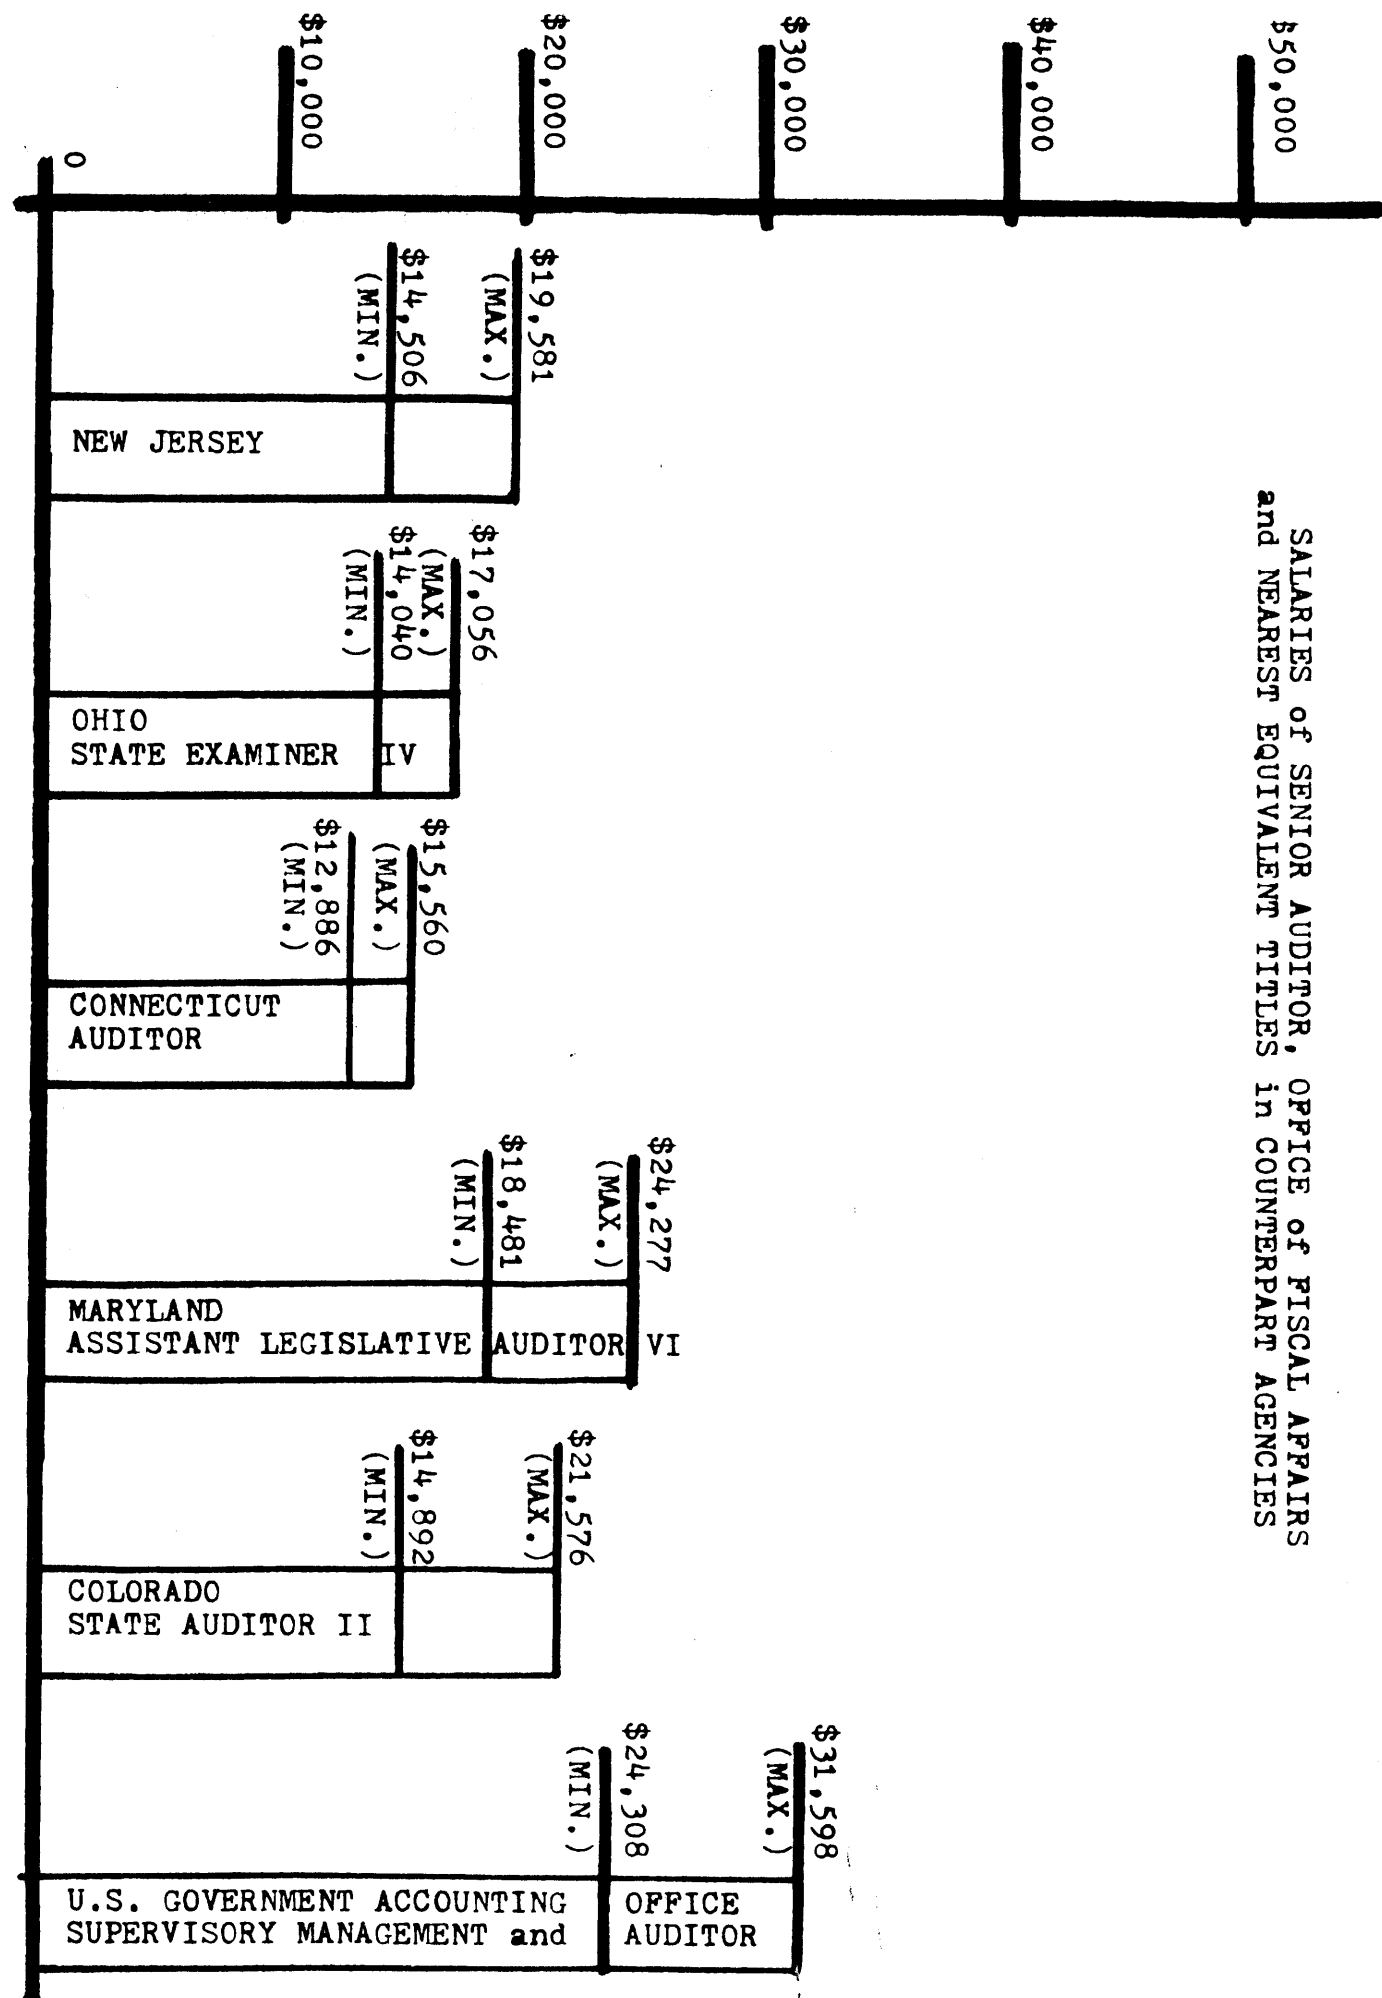 SALARIES of SENIOR AUDITOR, OFFICE of FISCAL AFFAIRS
and NEAREST EQUIVALENT TITLES in COUNTERPART AGENCIES
$50,000
$40,000
$30,000
$20,000
$10,000
0
$19,581
(MAX.)
$14,506
(MIN.)
NEW JERSEY
$17,056
(MAX.)
$14,040
(MIN.)
OHIO
STATE EXAMINER IV
$15,560
(MAX.)
$12,886
(MIN.)
CONNECTICUT
AUDITOR
$24,277
(MAX.)
$18,481
(MIN.)
MARYLAND
ASSISTANT LEGISLATIVE AUDITOR VI
$21,576
(MAX.)
$14,892
(MIN.)
COLORADO
STATE AUDITOR II
$31,598
(MAX.)
$24,308
(MIN.)
U.S. GOVERNMENT ACCOUNTING OFFICE
SUPERVISORY MANAGEMENT and AUDITOR